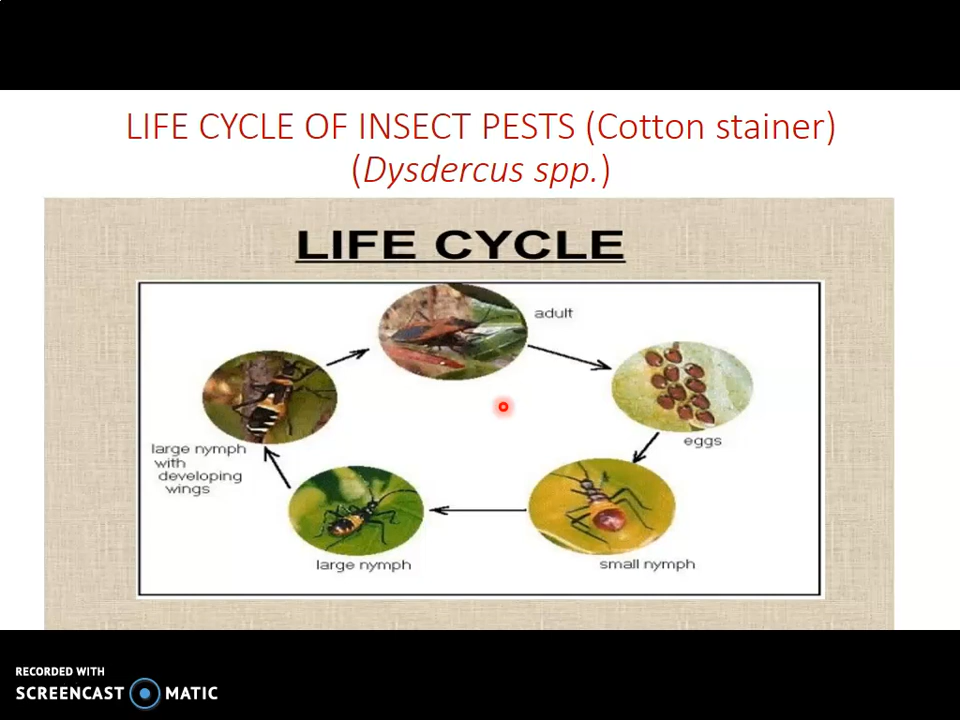 LIFE CYCLE OF INSECT PESTS (Cotton stainer)
(Dysdercus spp.)
LIFE CYCLE
adult
eggs
large nymph
with
developing
wings
large nymph
small nymph
RECORDED WITH
SCREENCAST MATIC